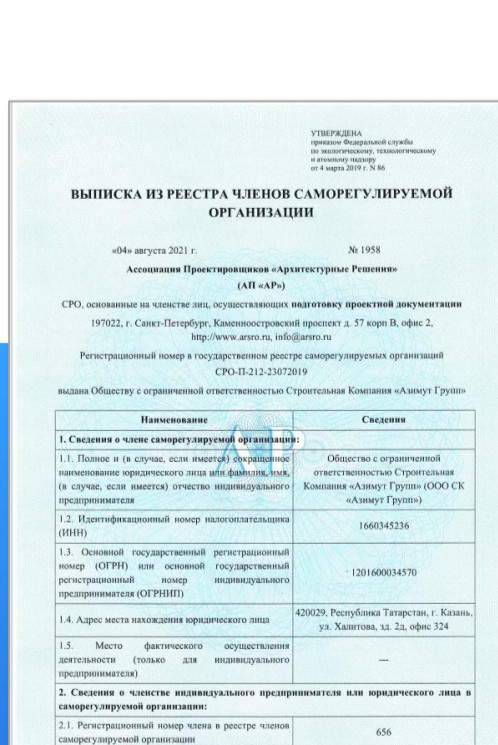 УТВЕРЖДЕНА
приказом Федеральной службы
по экологическому, технологическому
и атомному надзору
от 4 марта 2019 г. N 86
ВЫПИСКА ИЗ РЕЕСТРА ЧЛЕНОВ САМОРЕГУЛИРУЕМОЙ
ОРГАНИЗАЦИИ
«04» августа 2021 г. № 1958
Ассоциация Проектировщиков «Архитектурные Решения»
(АП «АР»)
СРО, основанные на членстве лиц, осуществляющих подготовку проектной документации
197022, г. Санкт-Петербург, Каменноостровский проспект д. 57 корп В, офис 2,
http://www.arsro.ru, info@arsro.ru
Регистрационный номер в государственном реестре саморегулируемых организаций
СРО-П-212-23072019
выдана Обществу с ограниченной ответственностью Строительная Компания «Азимут Групп»
Наименование Сведения
1. Сведения о члене саморегулируемой организации:
1.1. Полное и (в случае, если имеется) сокращенное
наименование юридического лица или фамилия, имя,
(в случае, если имеется) отчество индивидуального
предпринимателя
Общество с ограниченной
ответственностью Строительная
Компания «Азимут Групп» (ООО СК
«Азимут Групп»)
1.2. Идентификационный номер налогоплательщика
(ИНН)
1660345236
1.3. Основной государственный регистрационный
номер (ОГРН) или основной государственный
регистрационный номер индивидуального
предпринимателя (ОГРНИП)
1201600034570
1.4. Адрес места нахождения юридического лица
420029, Республика Татарстан, г. Казань,
ул. Халитова, зд. 2д, офис 324
1.5. Место фактического осуществления
деятельности (только для индивидуального
предпринимателя)
---
2. Сведения о членстве индивидуального предпринимателя или юридического лица в
саморегулируемой организации:
2.1. Регистрационный номер члена в реестре членов
саморегулируемой организации
656